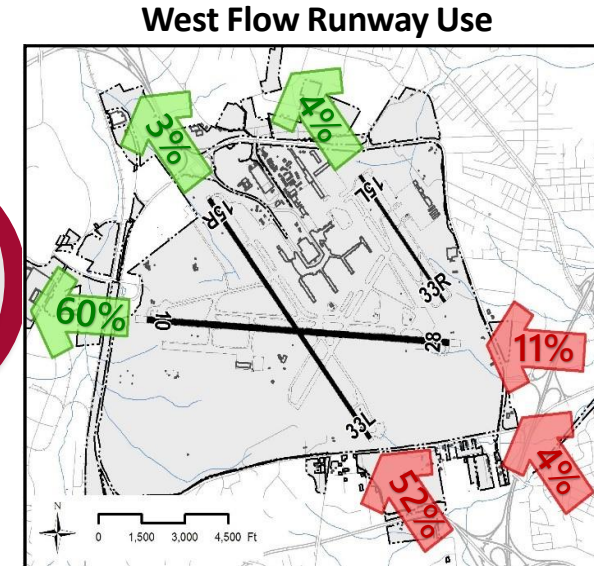 West Flow Runway Use
3%
4%
15R
15L
33R
60%
10
28
11%
33L
4%
52%
N
0 1,500 3,000 4,500 Ft